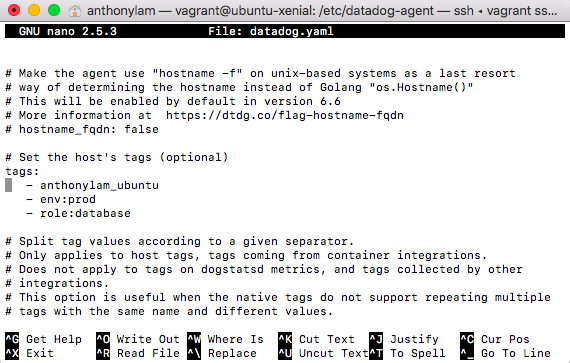 anthonylam — vagrant@ubuntu-xenial: /etc/datadog-agent — ssh ◂ vagrant ss...
GNU nano 2.5.3 File: datadog.yaml
# Make the agent use "hostname -f" on unix-based systems as a last resort
# way of determining the hostname instead of Golang "os.Hostname()"
# This will be enabled by default in version 6.6
# More information at  https://dtdg.co/flag-hostname-fqdn
# hostname_fqdn: false
# Set the host's tags (optional)
tags:
- anthonylam_ubuntu
- env:prod
- role:database
# Split tag values according to a given separator.
# Only applies to host tags, tags coming from container integrations.
# Does not apply to tags on dogstatsd metrics, and tags collected by other
# integrations.
# This option is useful when the native tags do not support repeating multiple
# tags with the same name and different values.
^G Get Help ^O Write Out ^W Where Is ^K Cut Text ^J Justify ^C Cur Pos
^X Exit ^R Read File ^\ Replace ^U Uncut Text^T To Spell ^_ Go To Line